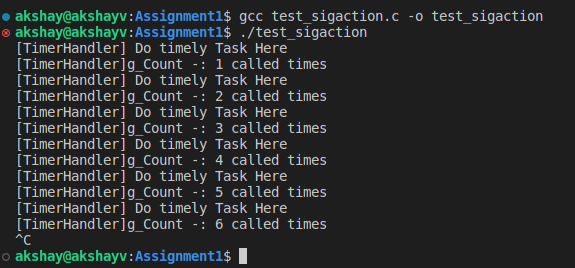 akshay@akshayv:Assignment1$ gcc test_sigaction.c -o test_sigaction
akshay@akshayv:Assignment1$ ./test_sigaction
[TimerHandler] Do timely Task Here
[TimerHandler]g_Count -: 1 called times
[TimerHandler] Do timely Task Here
[TimerHandler]g_Count -: 2 called times
[TimerHandler] Do timely Task Here
[TimerHandler]g_Count -: 3 called times
[TimerHandler] Do timely Task Here
[TimerHandler]g_Count -: 4 called times
[TimerHandler] Do timely Task Here
[TimerHandler]g_Count -: 5 called times
[TimerHandler] Do timely Task Here
[TimerHandler]g_Count -: 6 called times
^C
akshay@akshayv:Assignment1$